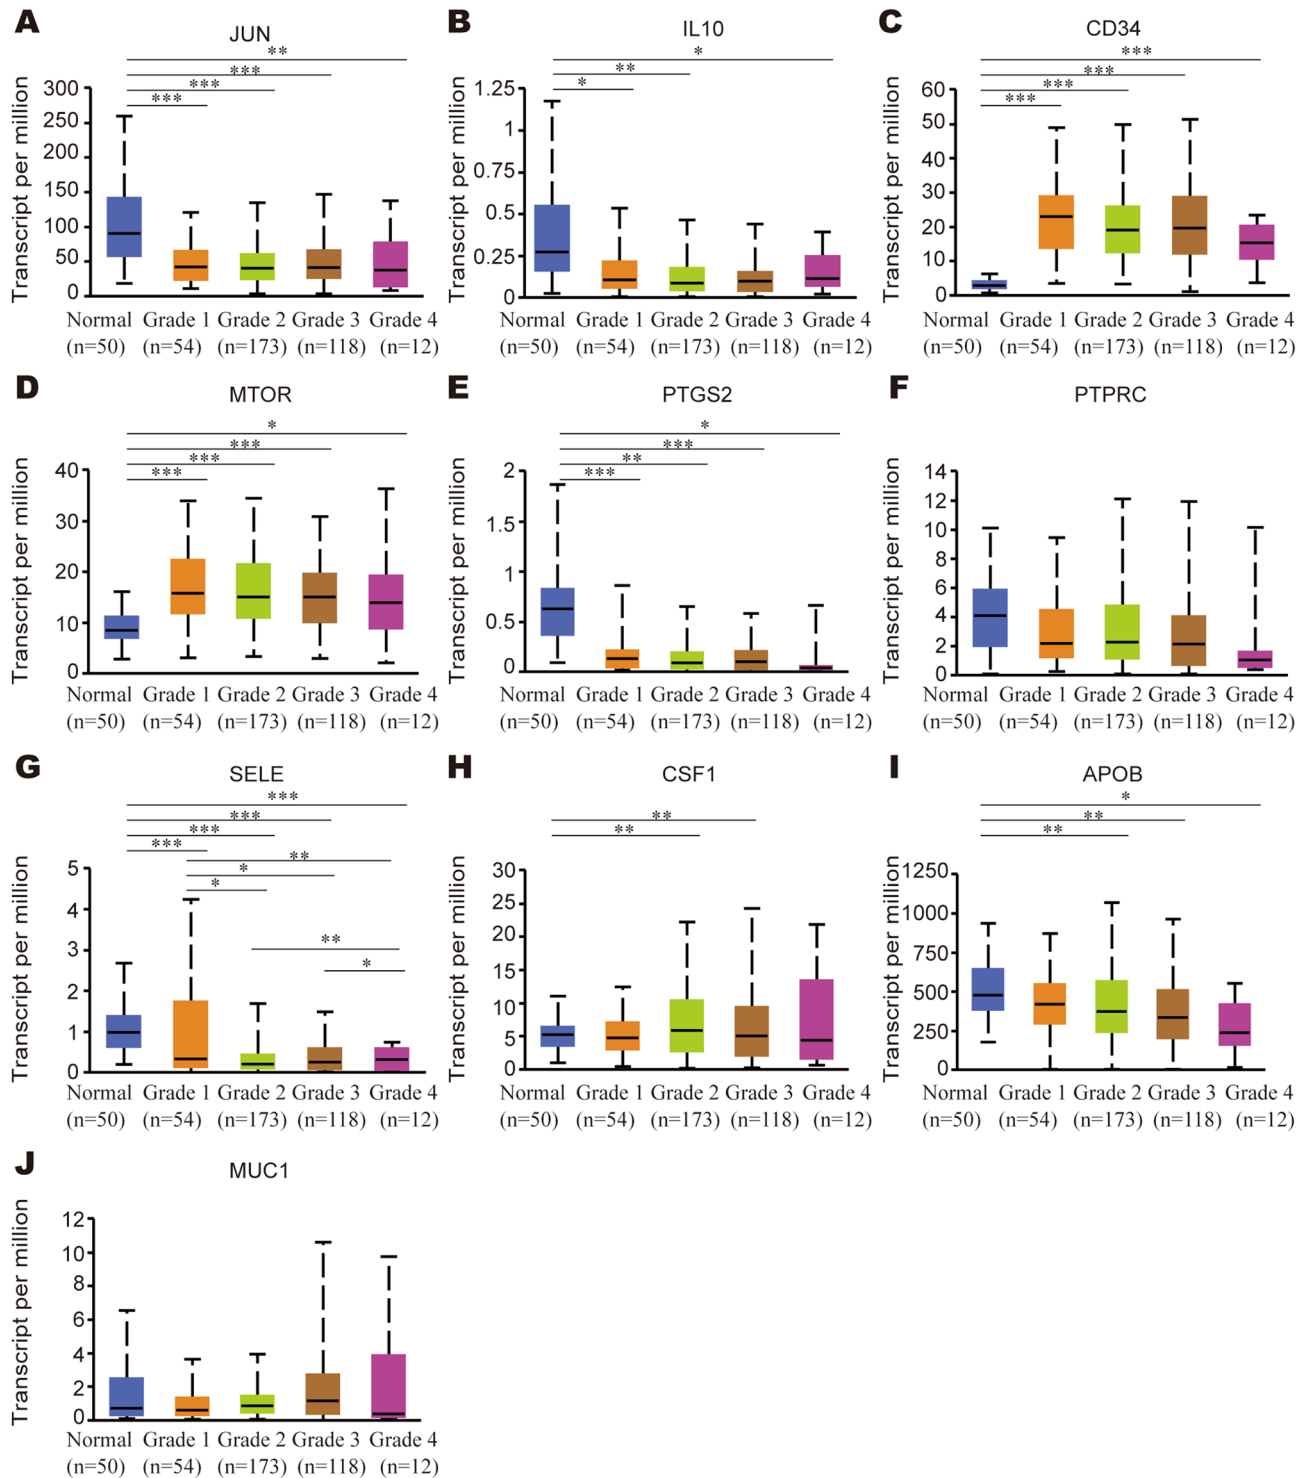 A
JUN
**
***
***
***
Transcript per million
300
250
200
150
100
50
0
Normal Grade 1 Grade 2 Grade 3 Grade 4
(n=50) (n=54) (n=173) (n=118) (n=12)
B
IL10
*
**
*
Transcript per million
1.25
1
0.75
0.5
0.25
0
Normal Grade 1 Grade 2 Grade 3 Grade 4
(n=50) (n=54) (n=173) (n=118) (n=12)
C
CD34
***
***
***
***
Transcript per million
60
50
40
30
20
10
0
Normal Grade 1 Grade 2 Grade 3 Grade 4
(n=50) (n=54) (n=173) (n=118) (n=12)
D
MTOR
*
***
***
***
Transcript per million
40
30
20
10
0
Normal Grade 1 Grade 2 Grade 3 Grade 4
(n=50) (n=54) (n=173) (n=118) (n=12)
E
PTGS2
*
***
**
***
Transcript per million
2
1.5
1
0.5
0
Normal Grade 1 Grade 2 Grade 3 Grade 4
(n=50) (n=54) (n=173) (n=118) (n=12)
F
PTPRC
Transcript per million
14
12
10
8
6
4
2
0
Normal Grade 1 Grade 2 Grade 3 Grade 4
(n=50) (n=54) (n=173) (n=118) (n=12)
G
SELE
***
***
***
***
**
*
*
**
*
Transcript per million
5
4
3
2
1
0
Normal Grade 1 Grade 2 Grade 3 Grade 4
(n=50) (n=54) (n=173) (n=118) (n=12)
H
CSF1
**
**
Transcript per million
30
25
20
15
10
5
0
Normal Grade 1 Grade 2 Grade 3 Grade 4
(n=50) (n=54) (n=173) (n=118) (n=12)
I
APOB
*
**
**
Transcript per million
1250
1000
750
500
250
0
Normal Grade 1 Grade 2 Grade 3 Grade 4
(n=50) (n=54) (n=173) (n=118) (n=12)
J
MUC1
Transcript per million
12
10
8
6
4
2
0
Normal Grade 1 Grade 2 Grade 3 Grade 4
(n=50) (n=54) (n=173) (n=118) (n=12)